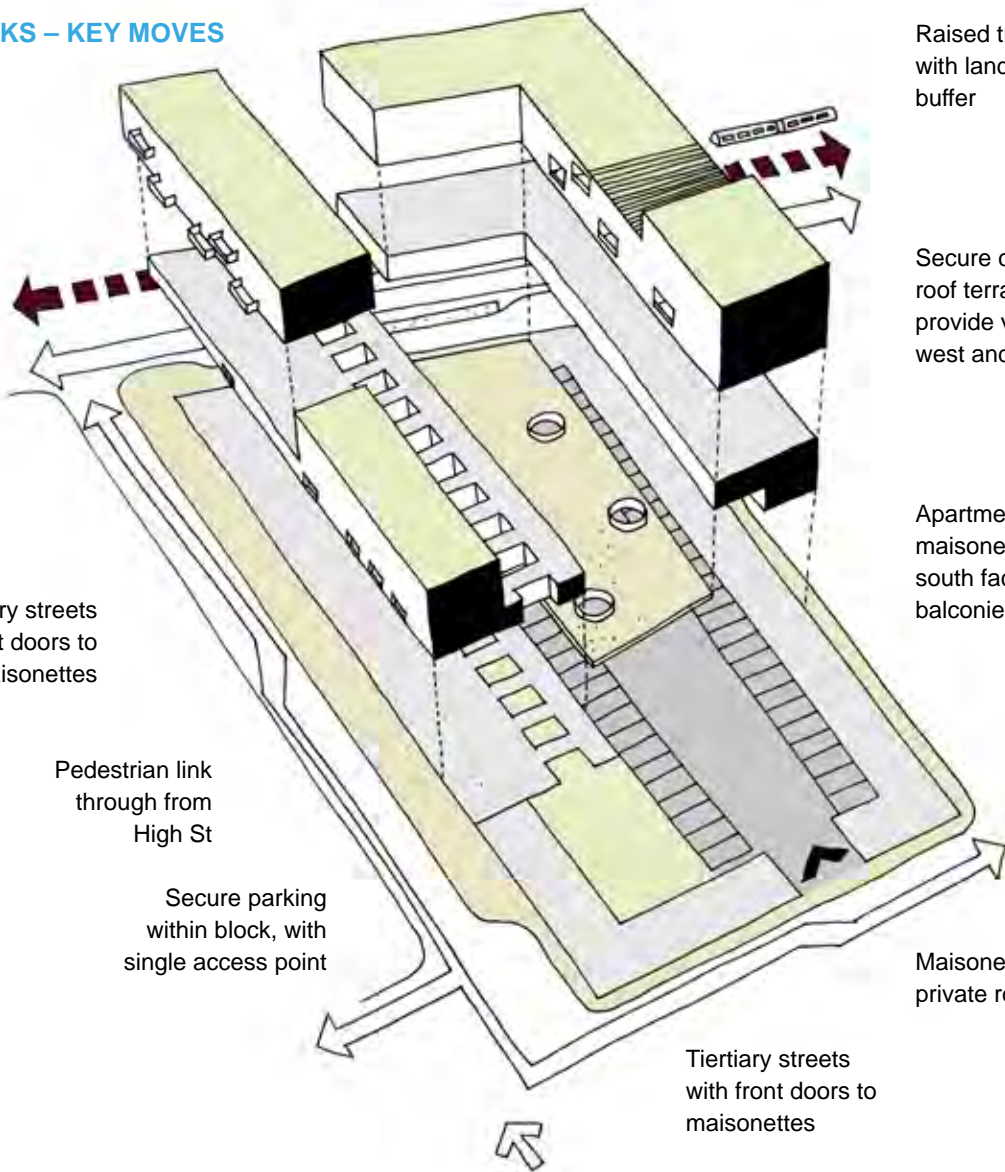 KS – KEY MOVES
Raised t
with land
buffer
Secure
roof terra
provide v
west and
Apartme
maisone
south fac
balconie
ry streets
t doors to
isonettes
Pedestrian link
through from
High St
Secure parking
within block, with
single access point
Maisone
private r
Tiertiary streets
with front doors to
maisonettes